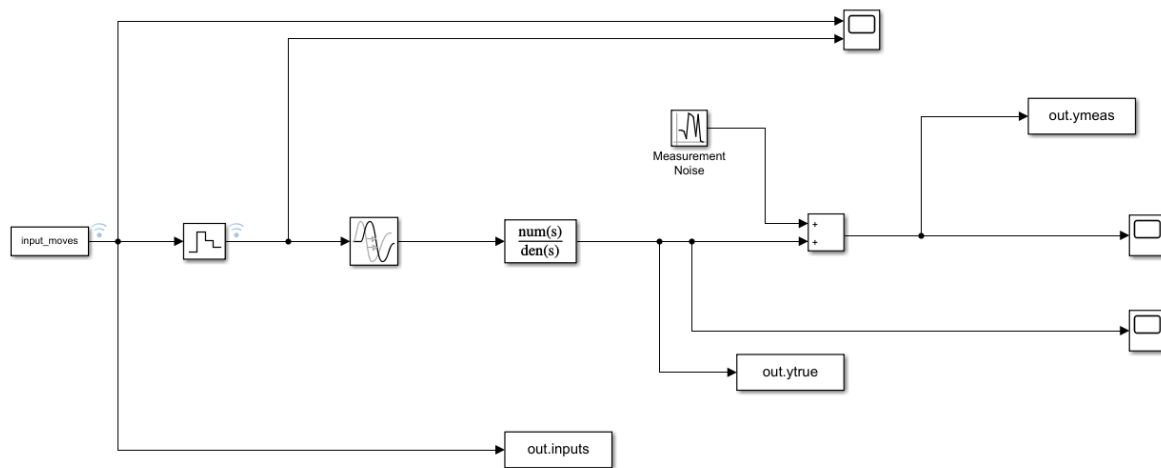 out.ymeas
Measurement
Noise
+
+
input_moves
num(s)
den(s)
out.ytrue
out.inputs